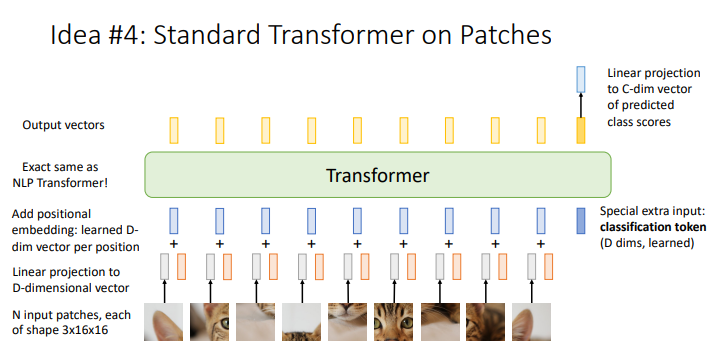 Idea #4: Standard Transformer on Patches
Linear projection
to C-dim vector
of predicted
class scores
Output vectors
Exact same as
NLP Transformer!
Transformer
Add positional
embedding: learned D-
dim vector per position
+ + + + + + + + +
Special extra input:
classification token
(D dims, learned)
Linear projection to
D-dimensional vector
N input patches, each
of shape 3x16x16